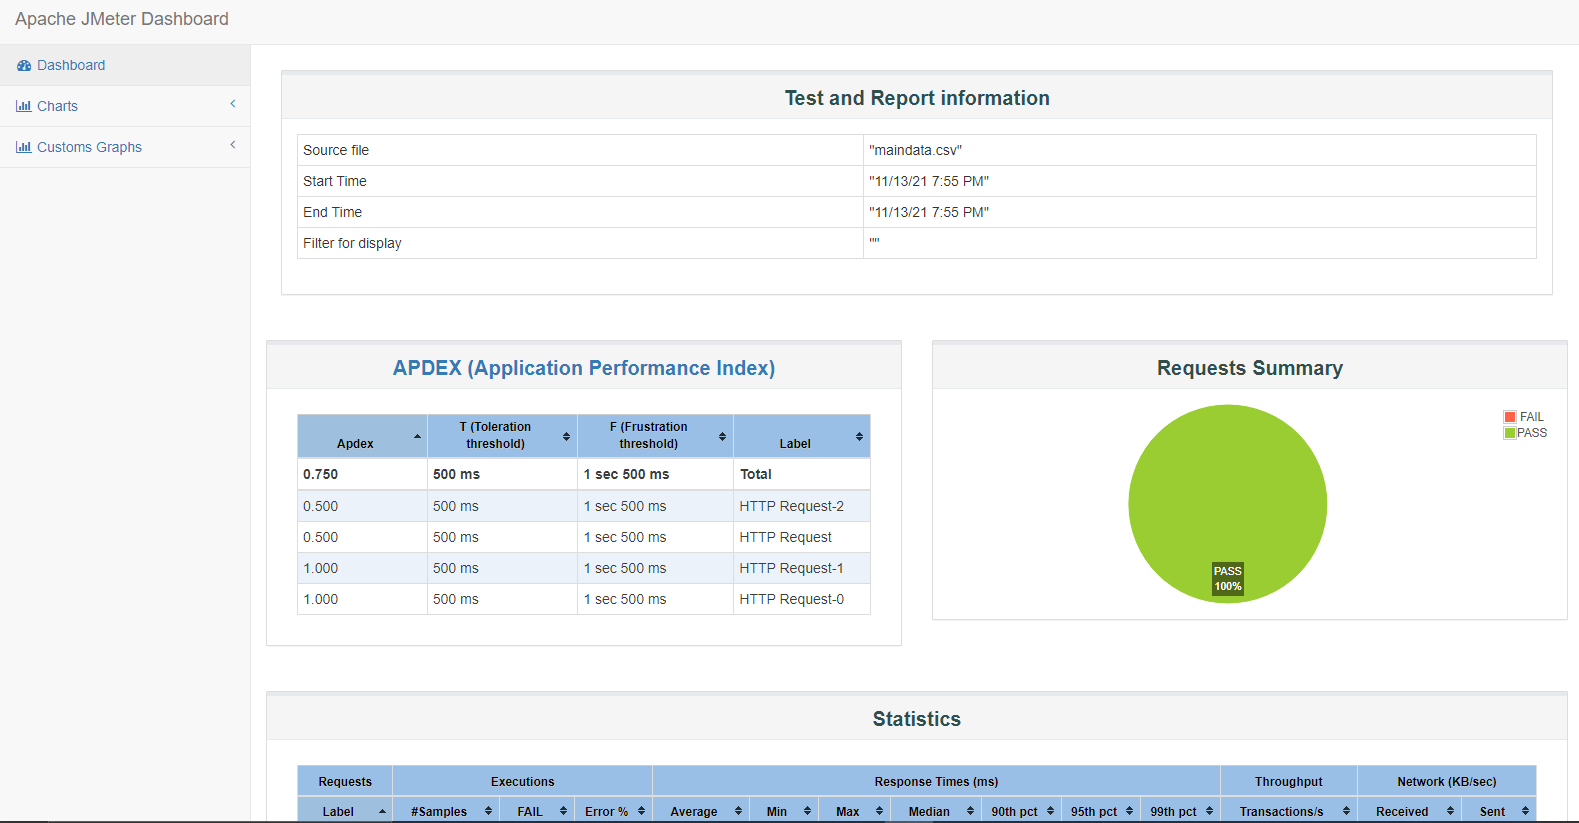 Apache JMeter Dashboard
Dashboard
Charts
Customs Graphs
Test and Report information
Source file "maindata.csv"
Start Time "11/13/21 7:55 PM"
End Time "11/13/21 7:55 PM"
Filter for display ""
APDEX (Application Performance Index)
Apdex T (Toleration threshold) F (Frustration threshold) Label
0.750 500 ms 1 sec 500 ms Total
0.500 500 ms 1 sec 500 ms HTTP Request-2
0.500 500 ms 1 sec 500 ms HTTP Request
1.000 500 ms 1 sec 500 ms HTTP Request-1
1.000 500 ms 1 sec 500 ms HTTP Request-0
Requests Summary
FAIL
PASS
PASS
100%
Statistics
Requests Executions Response Times (ms) Throughput Network (KB/sec)
Label #Samples FAIL Error % Average Min Max Median 90th pct 95th pct 99th pct Transactions/s Received Sent